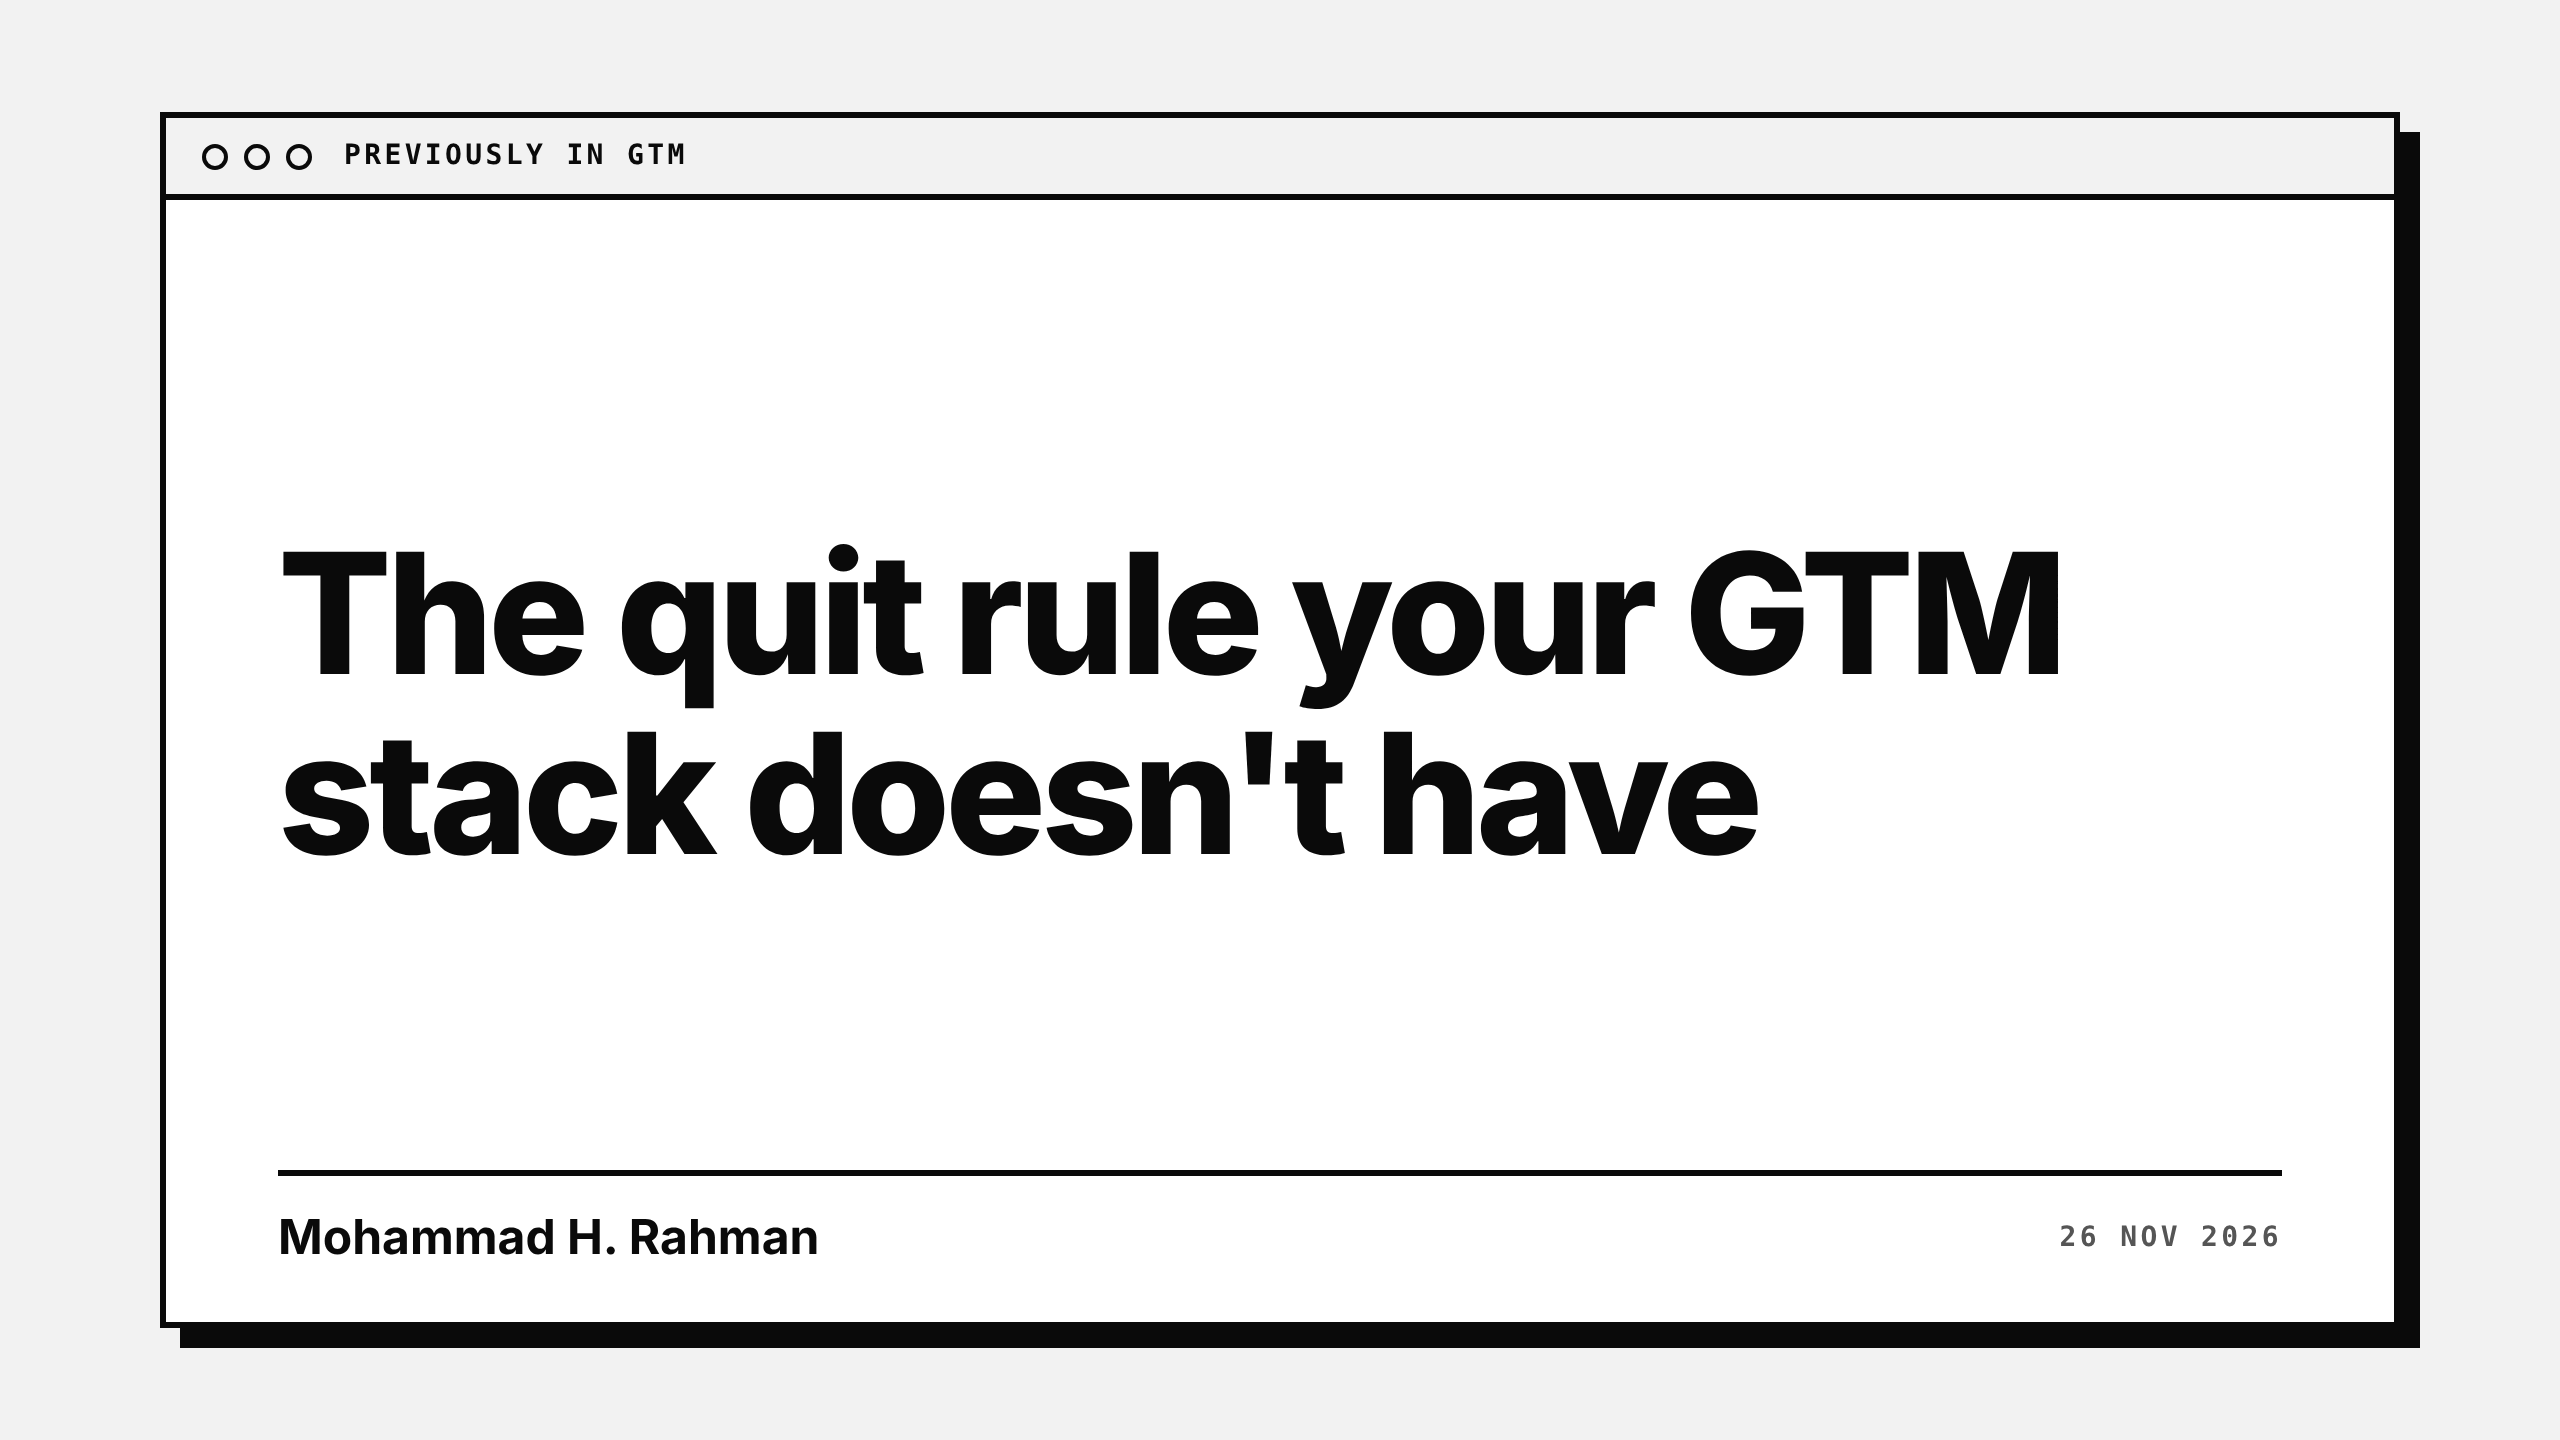 PREVIOUSLY IN GTM
The quit rule your GTM
stack doesn't have
Mohammad H. Rahman
26 NOV 2026